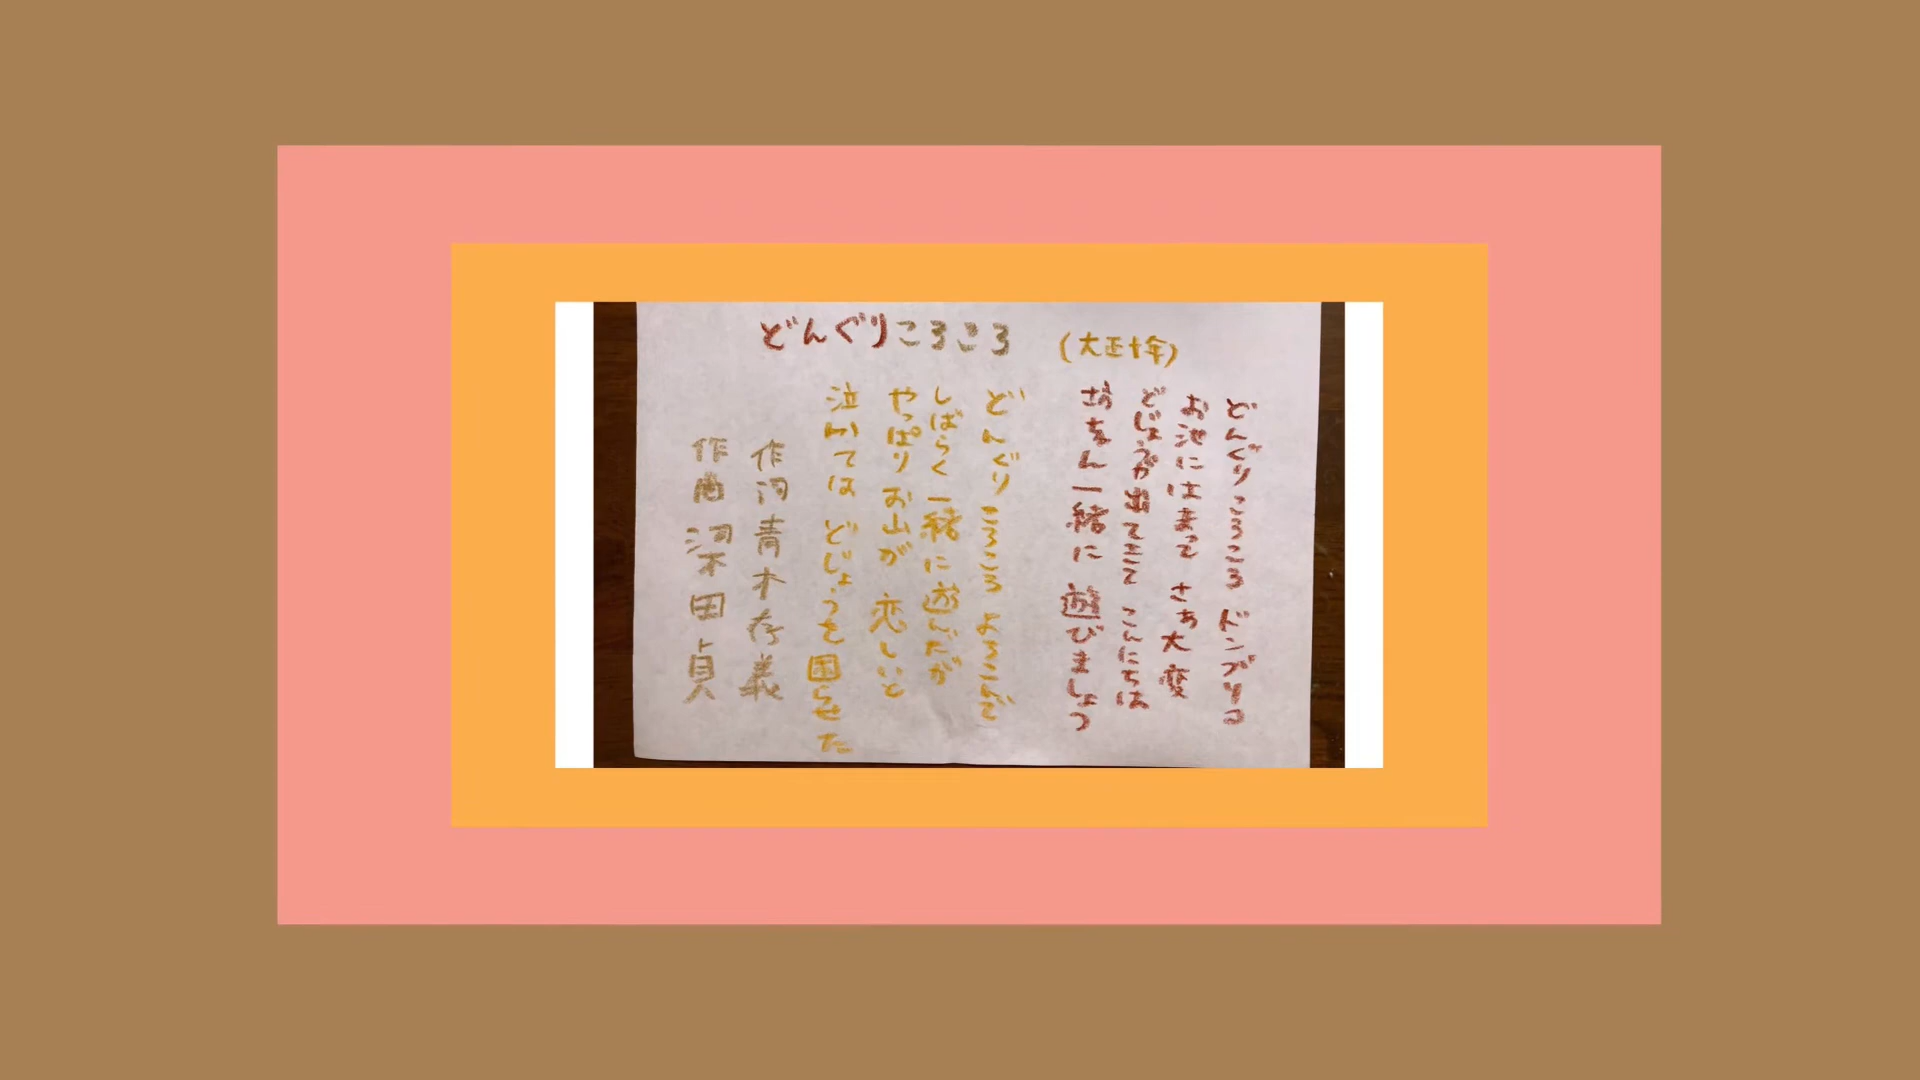 どんぐりころころ (大正十年)
どんぐりころころ ドンブリコ
お池にはまって さあ大変
どじょうが出てきて こんにちは
坊ちゃん一緒に 遊びましょう
どんぐりころころ よろこんで
しばらく一緒に遊んだが
やっぱりお山が 恋しいと
泣いては どじょうを困らせた
作詞 青木存義
作曲 梁田貞